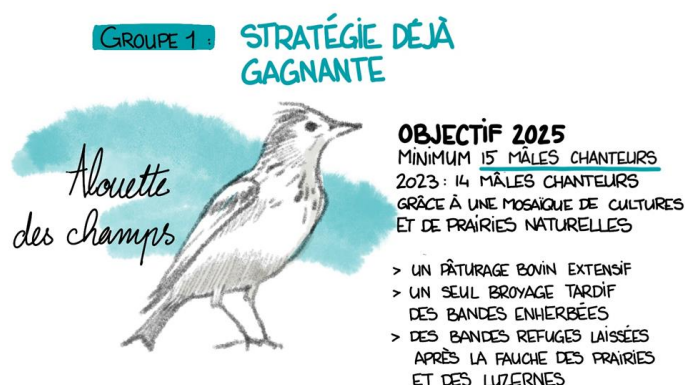 GROUPE 1 :
STRATÉGIE DÉJÀ
GAGNANTE
Alouette
des champs
OBJECTIF 2025
MINIMUM 15 MÂLES CHANTEURS
2023 : 14 MÂLES CHANTEURS
GRÂCE À UNE MOSAÏQUE DE CULTURES
ET DE PRAIRIES NATURELLES
> UN PÂTURAGE BOVIN EXTENSIF
> UN SEUL BROYAGE TARDIF
DES BANDES ENHERBÉES
> DES BANDES REFUGES LAISSÉES
APRÈS LA FAUCHE DES PRAIRIES
ET DES LUZERNES